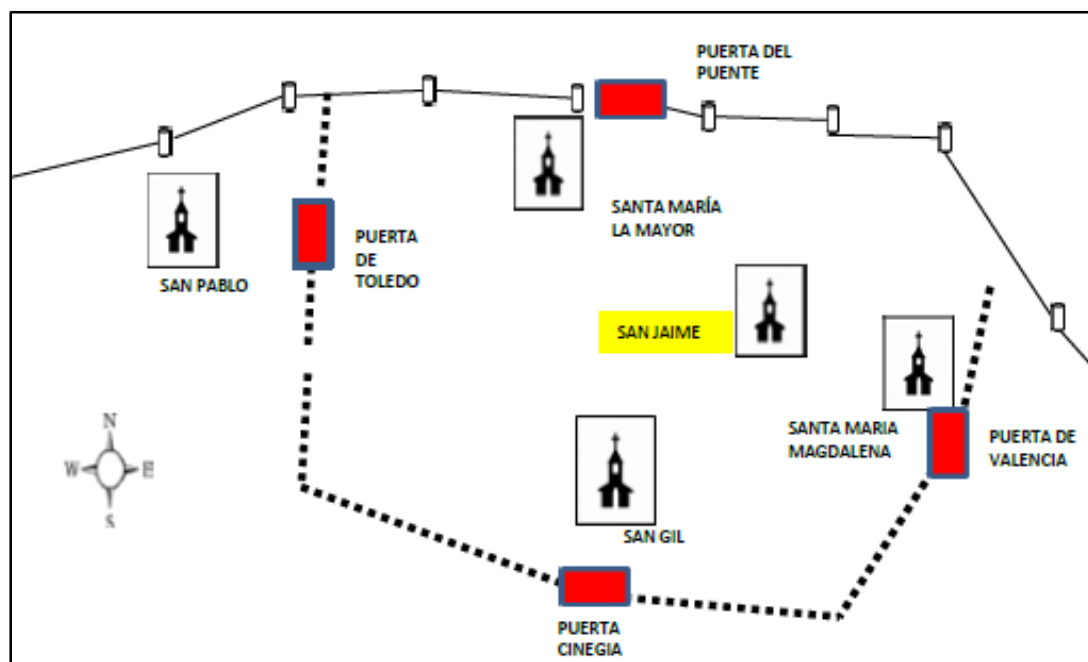 PUERTA DEL
PUENTE
SANTA MARÍA
LA MAYOR
PUERTA
DE
TOLEDO
SAN PABLO
SAN JAIME
SANTA MARIA
MAGDALENA
PUERTA DE
VALENCIA
N
W
E
S
SAN GIL
PUERTA
CINEGIA